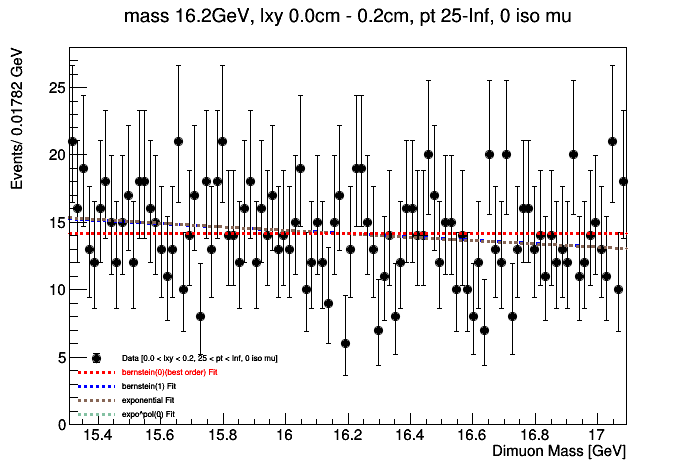 mass 16.2GeV, lxy 0.0cm - 0.2cm, pt 25-Inf, 0 iso mu
Events/ 0.01782 GeV
25
20
15
10
5
0
Data [0.0 < lxy < 0.2, 25 < pt < Inf, 0 iso mu]
bernstein(0)(best order) Fit
bernstein(1) Fit
exponential Fit
expo*pol(0) Fit
15.4 15.6 15.8 16 16.2 16.4 16.6 16.8 17
Dimuon Mass [GeV]